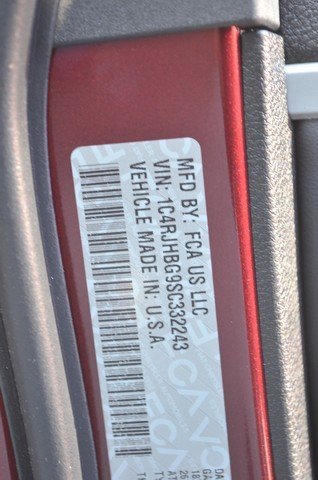 MFD BY: FCA US LLC
VIN: 1C4RJHBG9SC332243
VEHICLE MADE IN: U.S.A